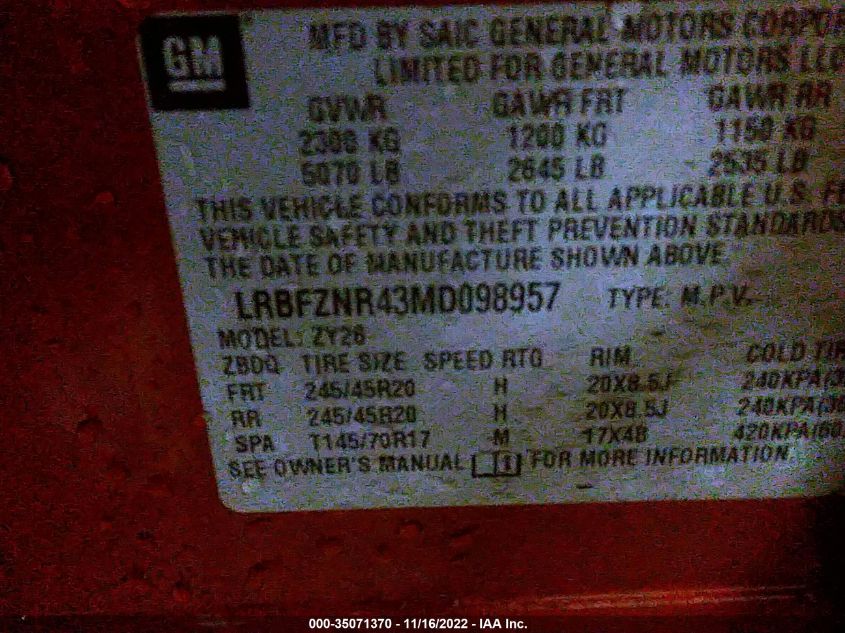 GM
MFD BY SAIC GENERAL MOTORS CORPOR
LIMITED FOR GENERAL MOTORS LLC
GVWR GAWR FRT GAWR RR
2300 KG 1200 KG 1150 KG
5070 LB 2645 LB 2535 LB
THIS VEHICLE CONFORMS TO ALL APPLICABLE U.S. FE
VEHICLE SAFETY AND THEFT PREVENTION STANDARDS
THE DATE OF MANUFACTURE SHOWN ABOVE
LRBFZNR43MD098957 TYPE: M.P.V.
MODEL: ZY26
ZBDQ TIRE SIZE SPEED RTG RIM COLD TIR
FRT 245/45R20 H 20X8.5J 240KPA
RR 245/45R20 H 20X8.5J 240KPA
SPA T145/70R17 M 17X4B 420KPA(60
SEE OWNER'S MANUAL FOR MORE INFORMATION
000-35071370 - 11/16/2022 - IAA Inc.